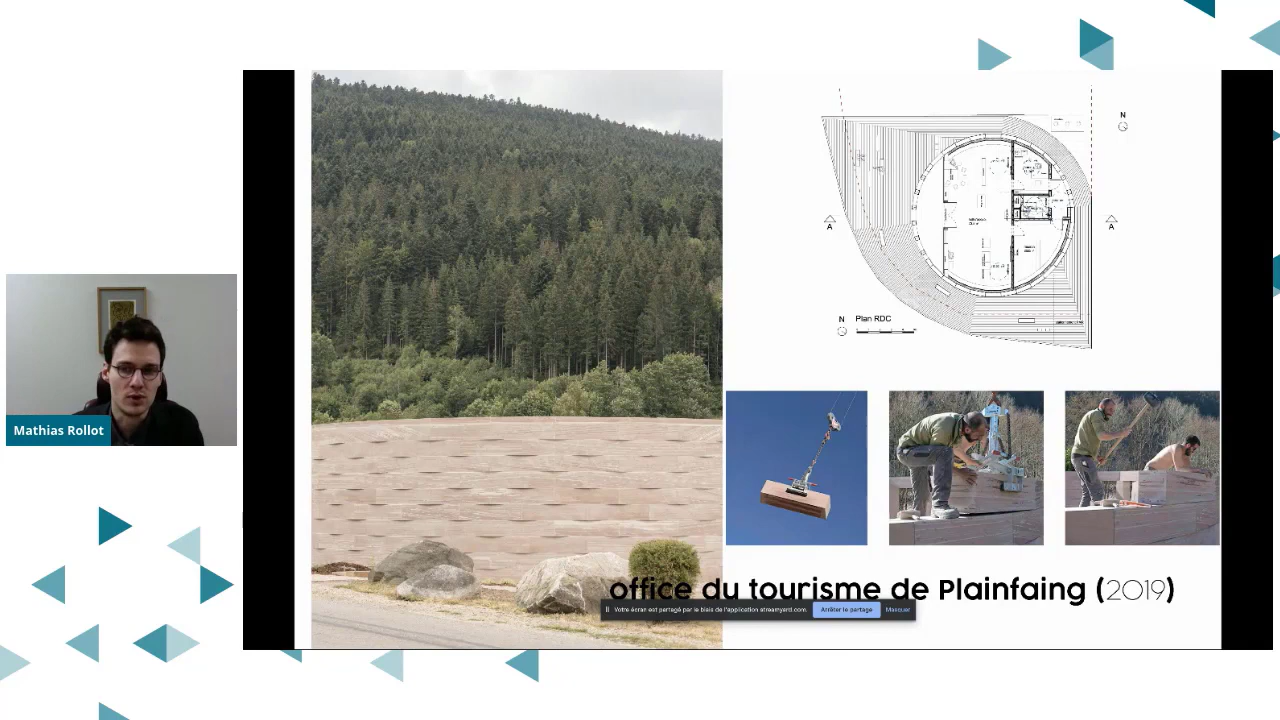 N
A
A
N
Plan RDC
Mathias Rollot
office du tourisme de Plainfaing (2019)
Votre écran est partagé par le biais de l'application streamyard.com. Arrêter le partage Masquer